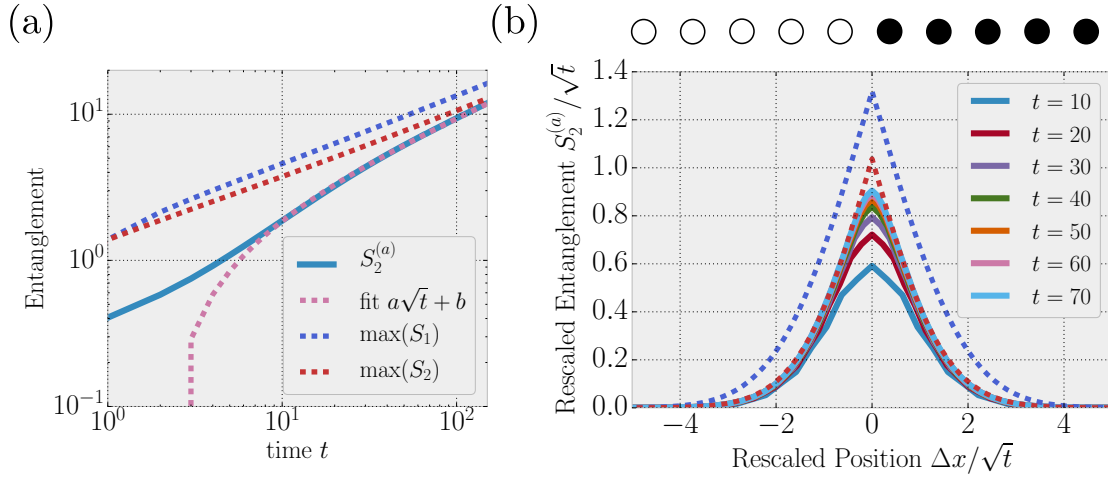 (a)
Entanglement
10^1
10^0
10^{-1}
10^0
10^1
10^2
time t
S_2^{(a)}
fit a√t + b
max(S_1)
max(S_2)
(b)
Rescaled Entanglement S_2^{(a)}/√t
1.4
1.2
1.0
0.8
0.6
0.4
0.2
0.0
−4
−2
0
2
4
Rescaled Position Δx/√t
t = 10
t = 20
t = 30
t = 40
t = 50
t = 60
t = 70